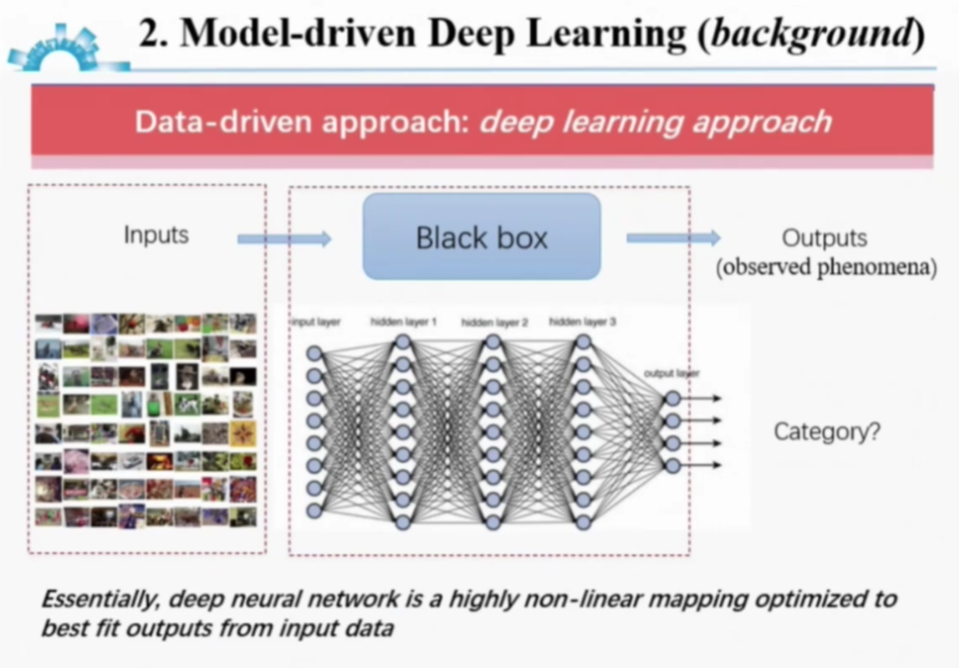 2. Model-driven Deep Learning (background)
Data-driven approach: deep learning approach
Inputs
Black box
Outputs
(observed phenomena)
input layer
hidden layer 1
hidden layer 2
hidden layer 3
output layer
Category?
Essentially, deep neural network is a highly non-linear mapping optimized to
best fit outputs from input data